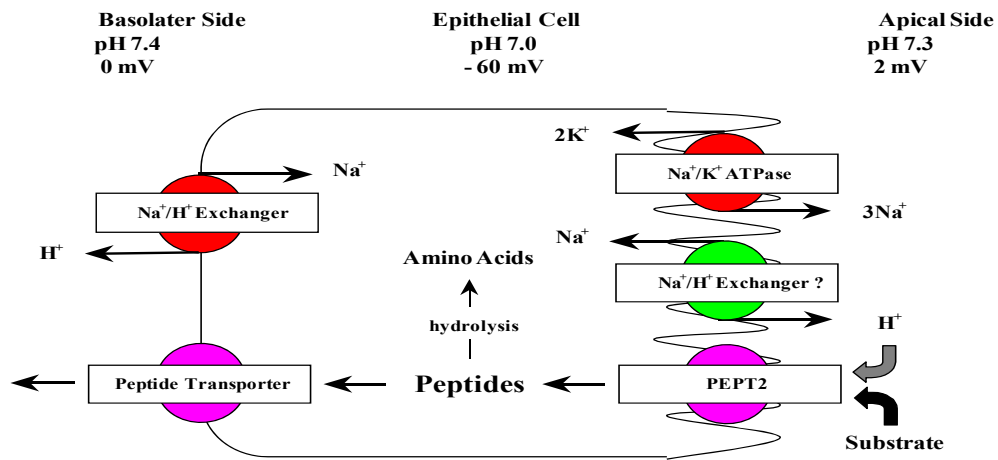 Basolater Side
pH 7.4
0 mV
Epithelial Cell
pH 7.0
- 60 mV
Apical Side
pH 7.3
2 mV
2K+
Na+
Na+/K+ ATPase
Na+/H+ Exchanger
3Na+
Na+
H+
Amino Acids
Na+/H+ Exchanger ?
hydrolysis
H+
Peptide Transporter
Peptides
PEPT2
Substrate